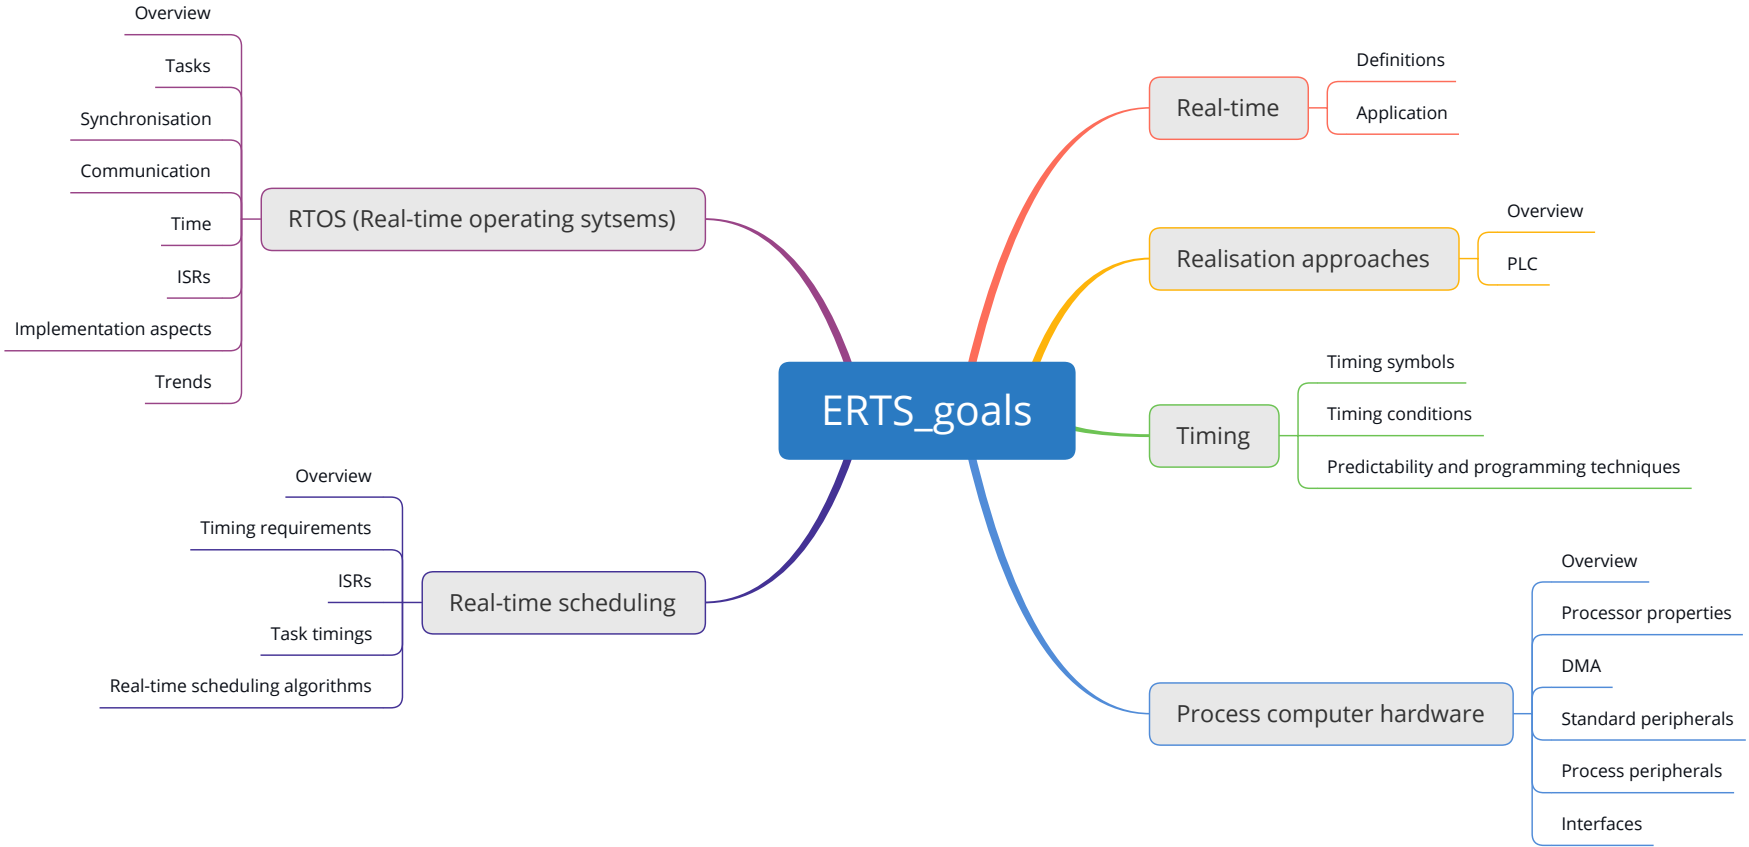 ERTS_goals
Real-time
Definitions
Application
Realisation approaches
Overview
PLC
Timing
Timing symbols
Timing conditions
Predictability and programming techniques
Process computer hardware
Overview
Processor properties
DMA
Standard peripherals
Process peripherals
Interfaces
Real-time scheduling
Overview
Timing requirements
ISRs
Task timings
Real-time scheduling algorithms
RTOS (Real-time operating sytsems)
Overview
Tasks
Synchronisation
Communication
Time
ISRs
Implementation aspects
Trends